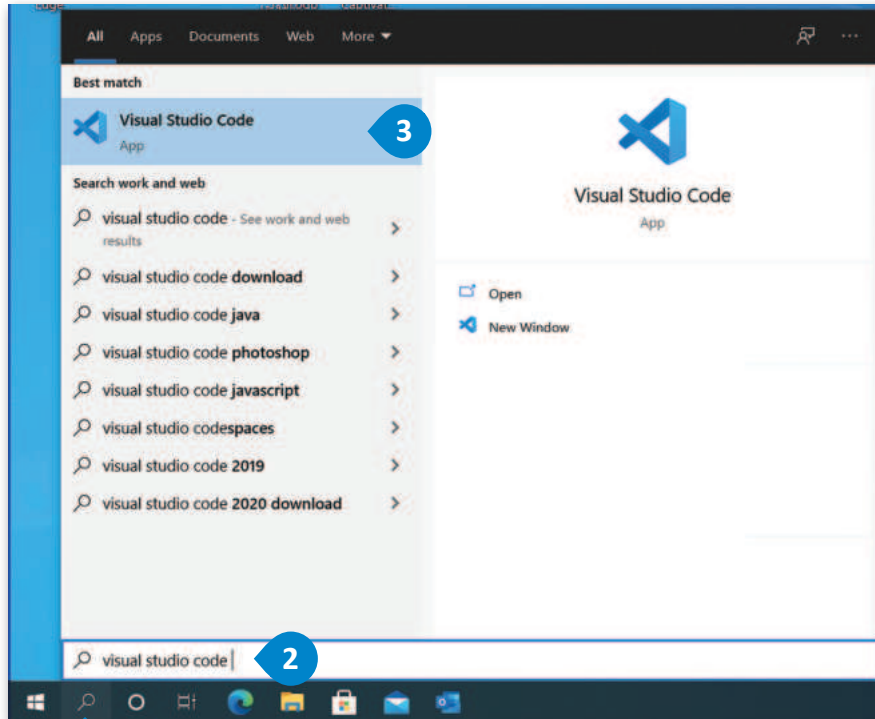 Edge
All Apps Documents Web More
Best match
Visual Studio Code
App
3
Search work and web
visual studio code - See work and web
results
visual studio code download
visual studio code java
visual studio code photoshop
visual studio code javascript
visual studio codespaces
visual studio code 2019
visual studio code 2020 download
Visual Studio Code
App
Open
New Window
visual studio code
2